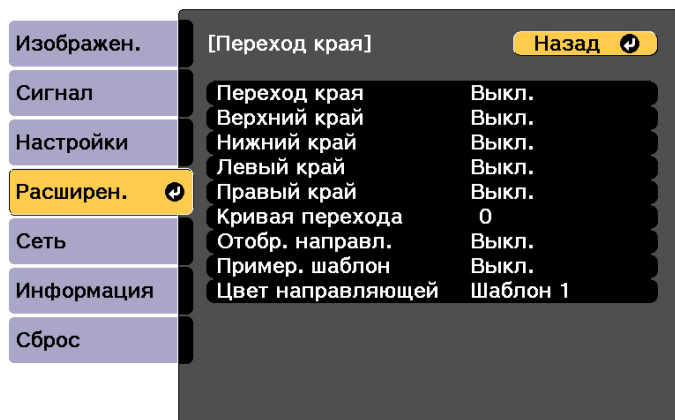 Изображен.
Сигнал
Настройки
Расширен.
Сеть
Информация
Сброс
[Переход края] Назад
Переход края Выкл.
Верхний край Выкл.
Нижний край Выкл.
Левый край Выкл.
Правый край Выкл.
Кривая перехода 0
Отобр. направл. Выкл.
Пример. шаблон Выкл.
Цвет направляющей Шаблон 1